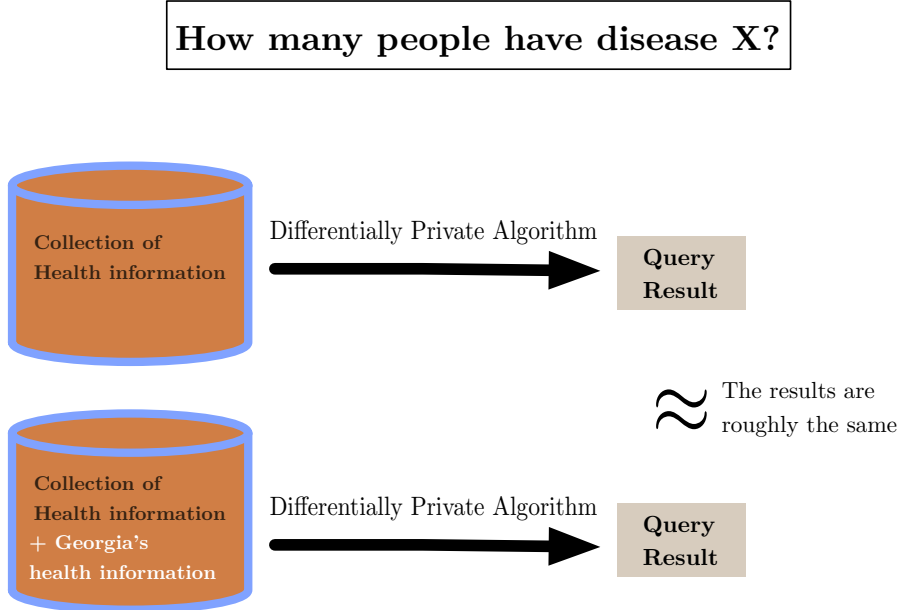 How many people have disease X?
Collection of
Health information
Differentially Private Algorithm
Query
Result
≈ The results are
roughly the same
Collection of
Health information
+ Georgia's
health information
Differentially Private Algorithm
Query
Result